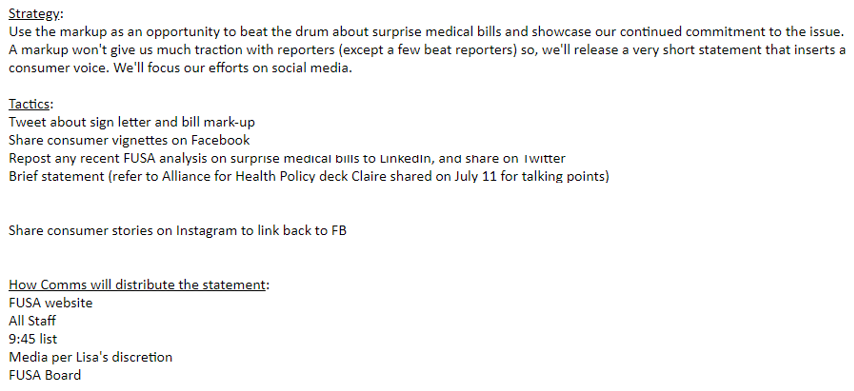 Strategy:
Use the markup as an opportunity to beat the drum about surprise medical bills and showcase our continued commitment to the issue.
A markup won't give us much traction with reporters (except a few beat reporters) so, we'll release a very short statement that inserts a
consumer voice. We'll focus our efforts on social media.
Tactics:
Tweet about sign letter and bill mark-up
Share consumer vignettes on Facebook
Repost any recent FUSA analysis on surprise medical bills to LinkedIn, and share on Twitter
Brief statement (refer to Alliance for Health Policy deck Claire shared on July 11 for talking points)
Share consumer stories on Instagram to link back to FB
How Comms will distribute the statement:
FUSA website
All Staff
9:45 list
Media per Lisa's discretion
FUSA Board